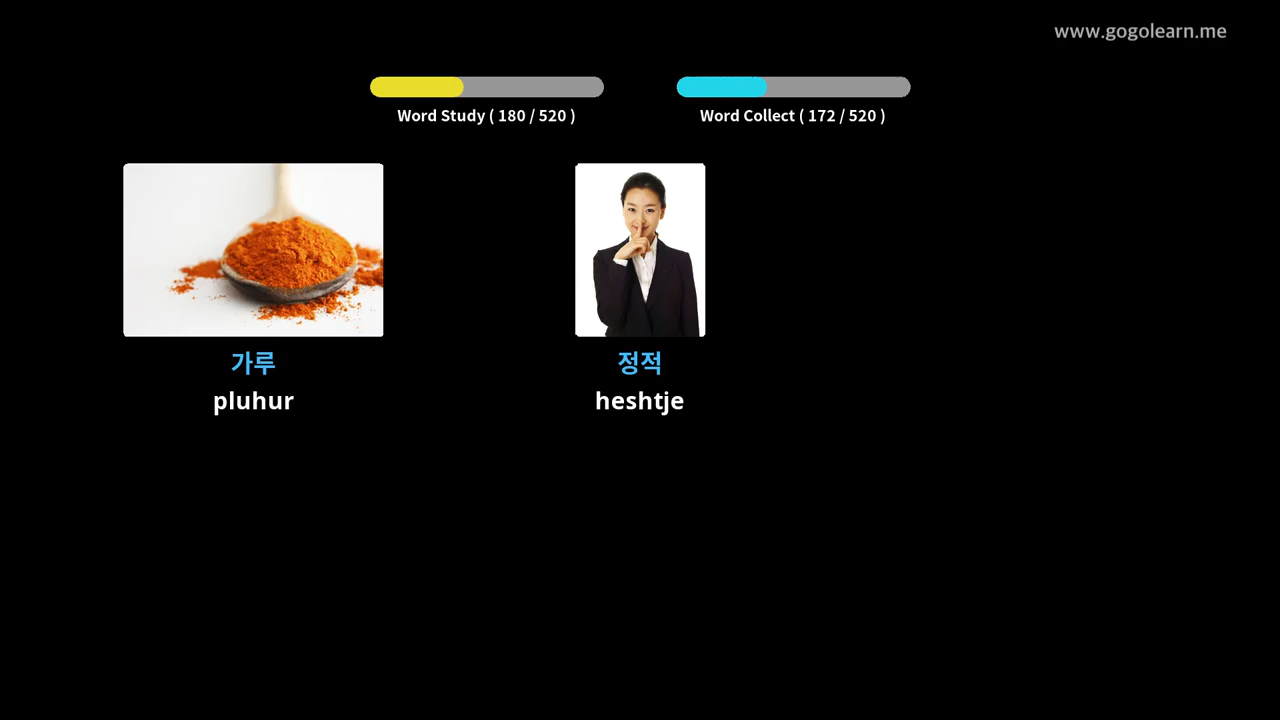 www.gogolearn.me
Word Study ( 180 / 520 )
Word Collect ( 172 / 520 )
가루
pluhur
정적
heshtje